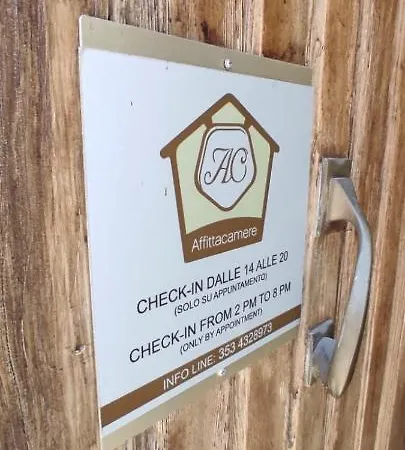 AC
Affittacamere
CHECK-IN DALLE 14 ALLE 20
(SOLO SU APPUNTAMENTO)
CHECK-IN FROM 2 PM TO 8 PM
(ONLY BY APPOINTMENT)
INFO LINE: 353 4328973